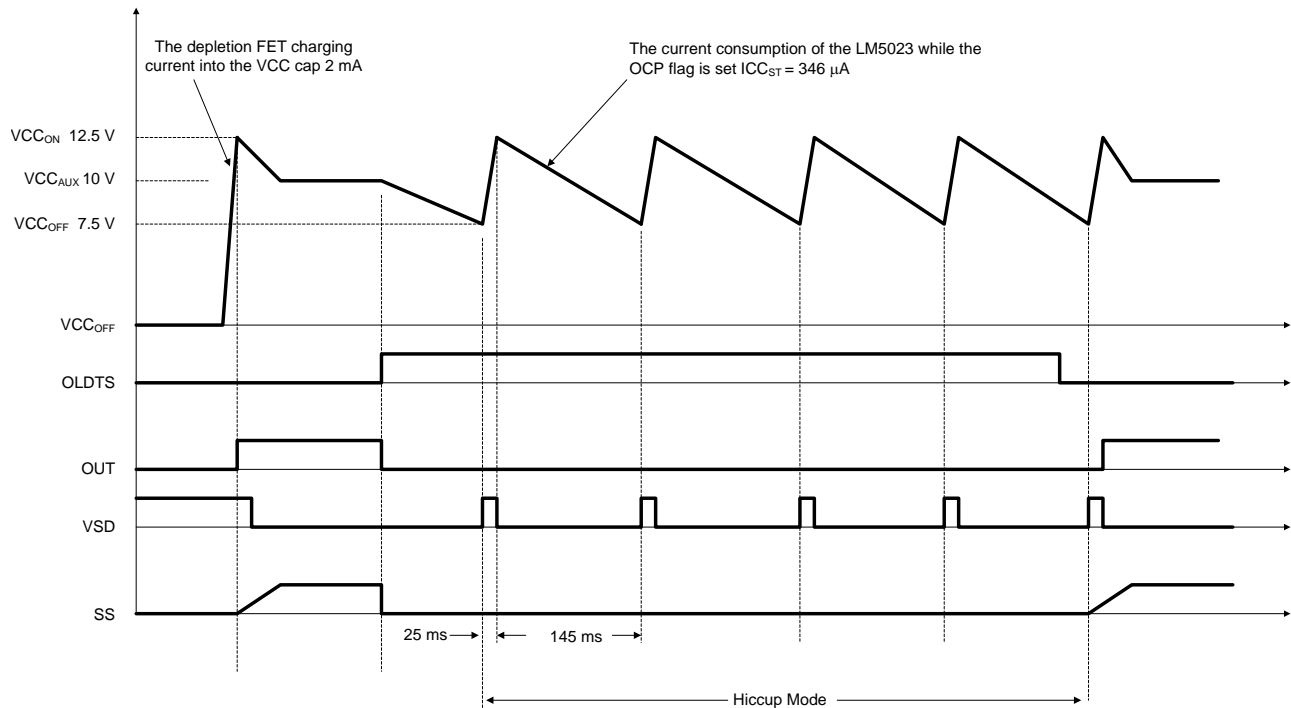 The depletion FET charging
current into the VCC cap 2 mA
The current consumption of the LM5023 while the
OCP flag is set ICCST = 346 μA
VCCON 12.5 V
VCCAUX 10 V
VCCOFF 7.5 V
VCCOFF
OLDTS
OUT
VSD
SS
25 ms
145 ms
Hiccup Mode